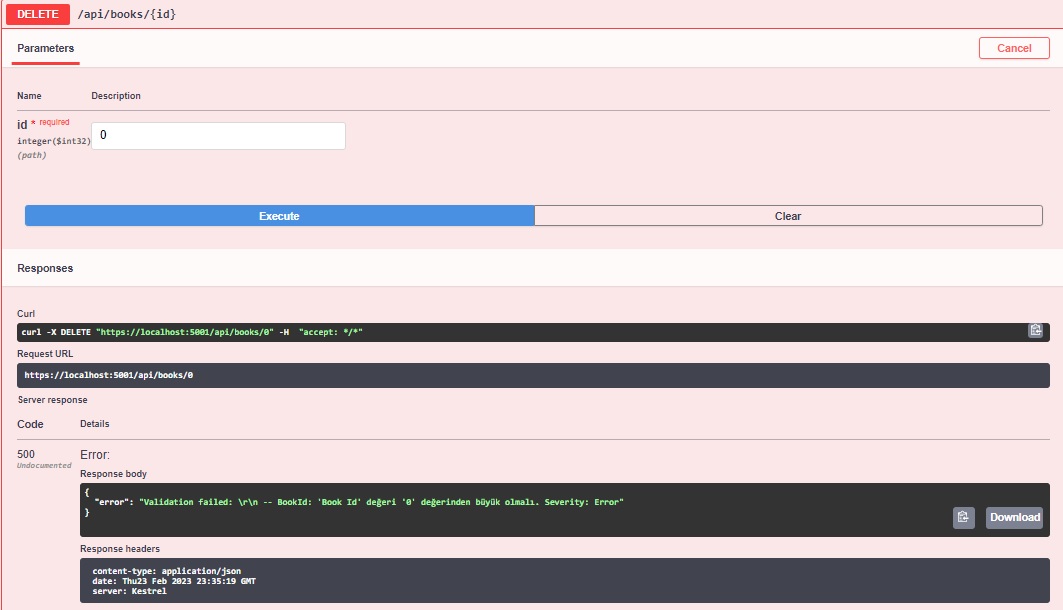 DELETE /api/books/{id}
Parameters Cancel
Name Description
id * required
0
integer($int32)
(path)
Execute Clear
Responses
Curl
curl -X DELETE "https://localhost:5001/api/books/0" -H "accept: */*"
Request URL
https://localhost:5001/api/books/0
Server response
Code Details
500 Error:
Undocumented
Response body
{
"error": "Validation failed: \r\n -- BookId: 'Book Id' değeri '0' değerinden büyük olmalı. Severity: Error"
}
Download
Response headers
content-type: application/json
date: Thu23 Feb 2023 23:35:19 GMT
server: Kestrel